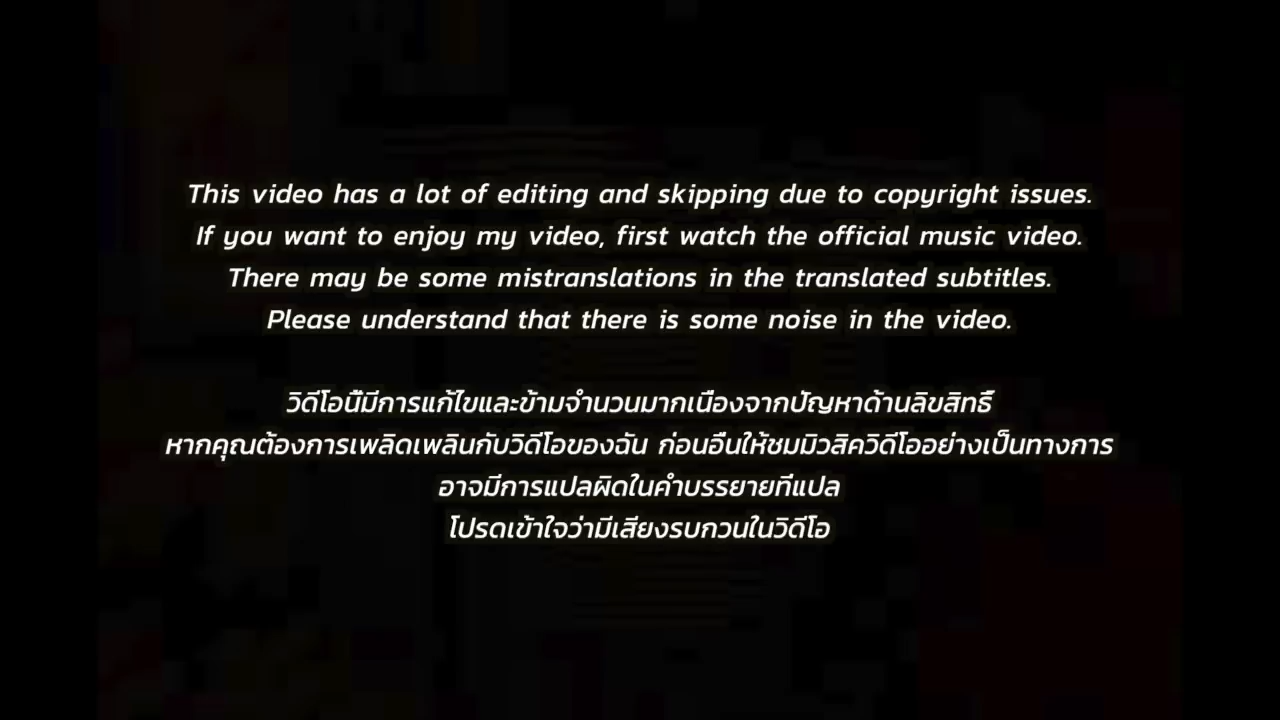 This video has a lot of editing and skipping due to copyright issues.
If you want to enjoy my video, first watch the official music video.
There may be some mistranslations in the translated subtitles.
Please understand that there is some noise in the video.
วิดีโอนี้มีการแก้ไขและข้ามจำนวนมากเนื่องจากปัญหาด้านลิขสิทธิ์
หากคุณต้องการเพลิดเพลินกับวิดีโอของฉัน ก่อนอื่นให้ชมมิวสิควิดีโออย่างเป็นทางการ
อาจมีการแปลผิดในคำบรรยายที่แปล
โปรดเข้าใจว่ามีเสียงรบกวนในวิดีโอ